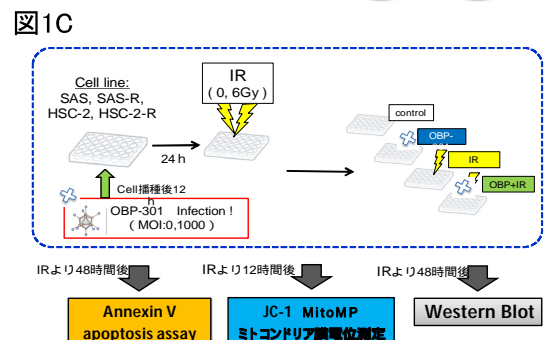 図1C
Cell line:
SAS, SAS-R,
HSC-2, HSC-2-R
IR
( 0, 6Gy )
24 h
Cell播種後12
h
OBP-301 Infection !
( MOI:0,1000 )
control
OBP-
IR
OBP+IR
IRより48時間後
IRより12時間後
IRより48時間後
Annexin V
apoptosis assay
JC-1 MitoMP
ミトコンドリア膜電位測定
Western Blot